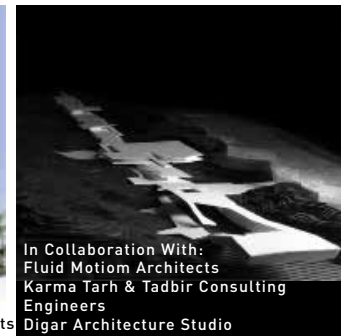 In Collaboration With:
Fluid Motiom Architects
Karma Tarh & Tadbir Consulting
Engineers
Digar Architecture Studio